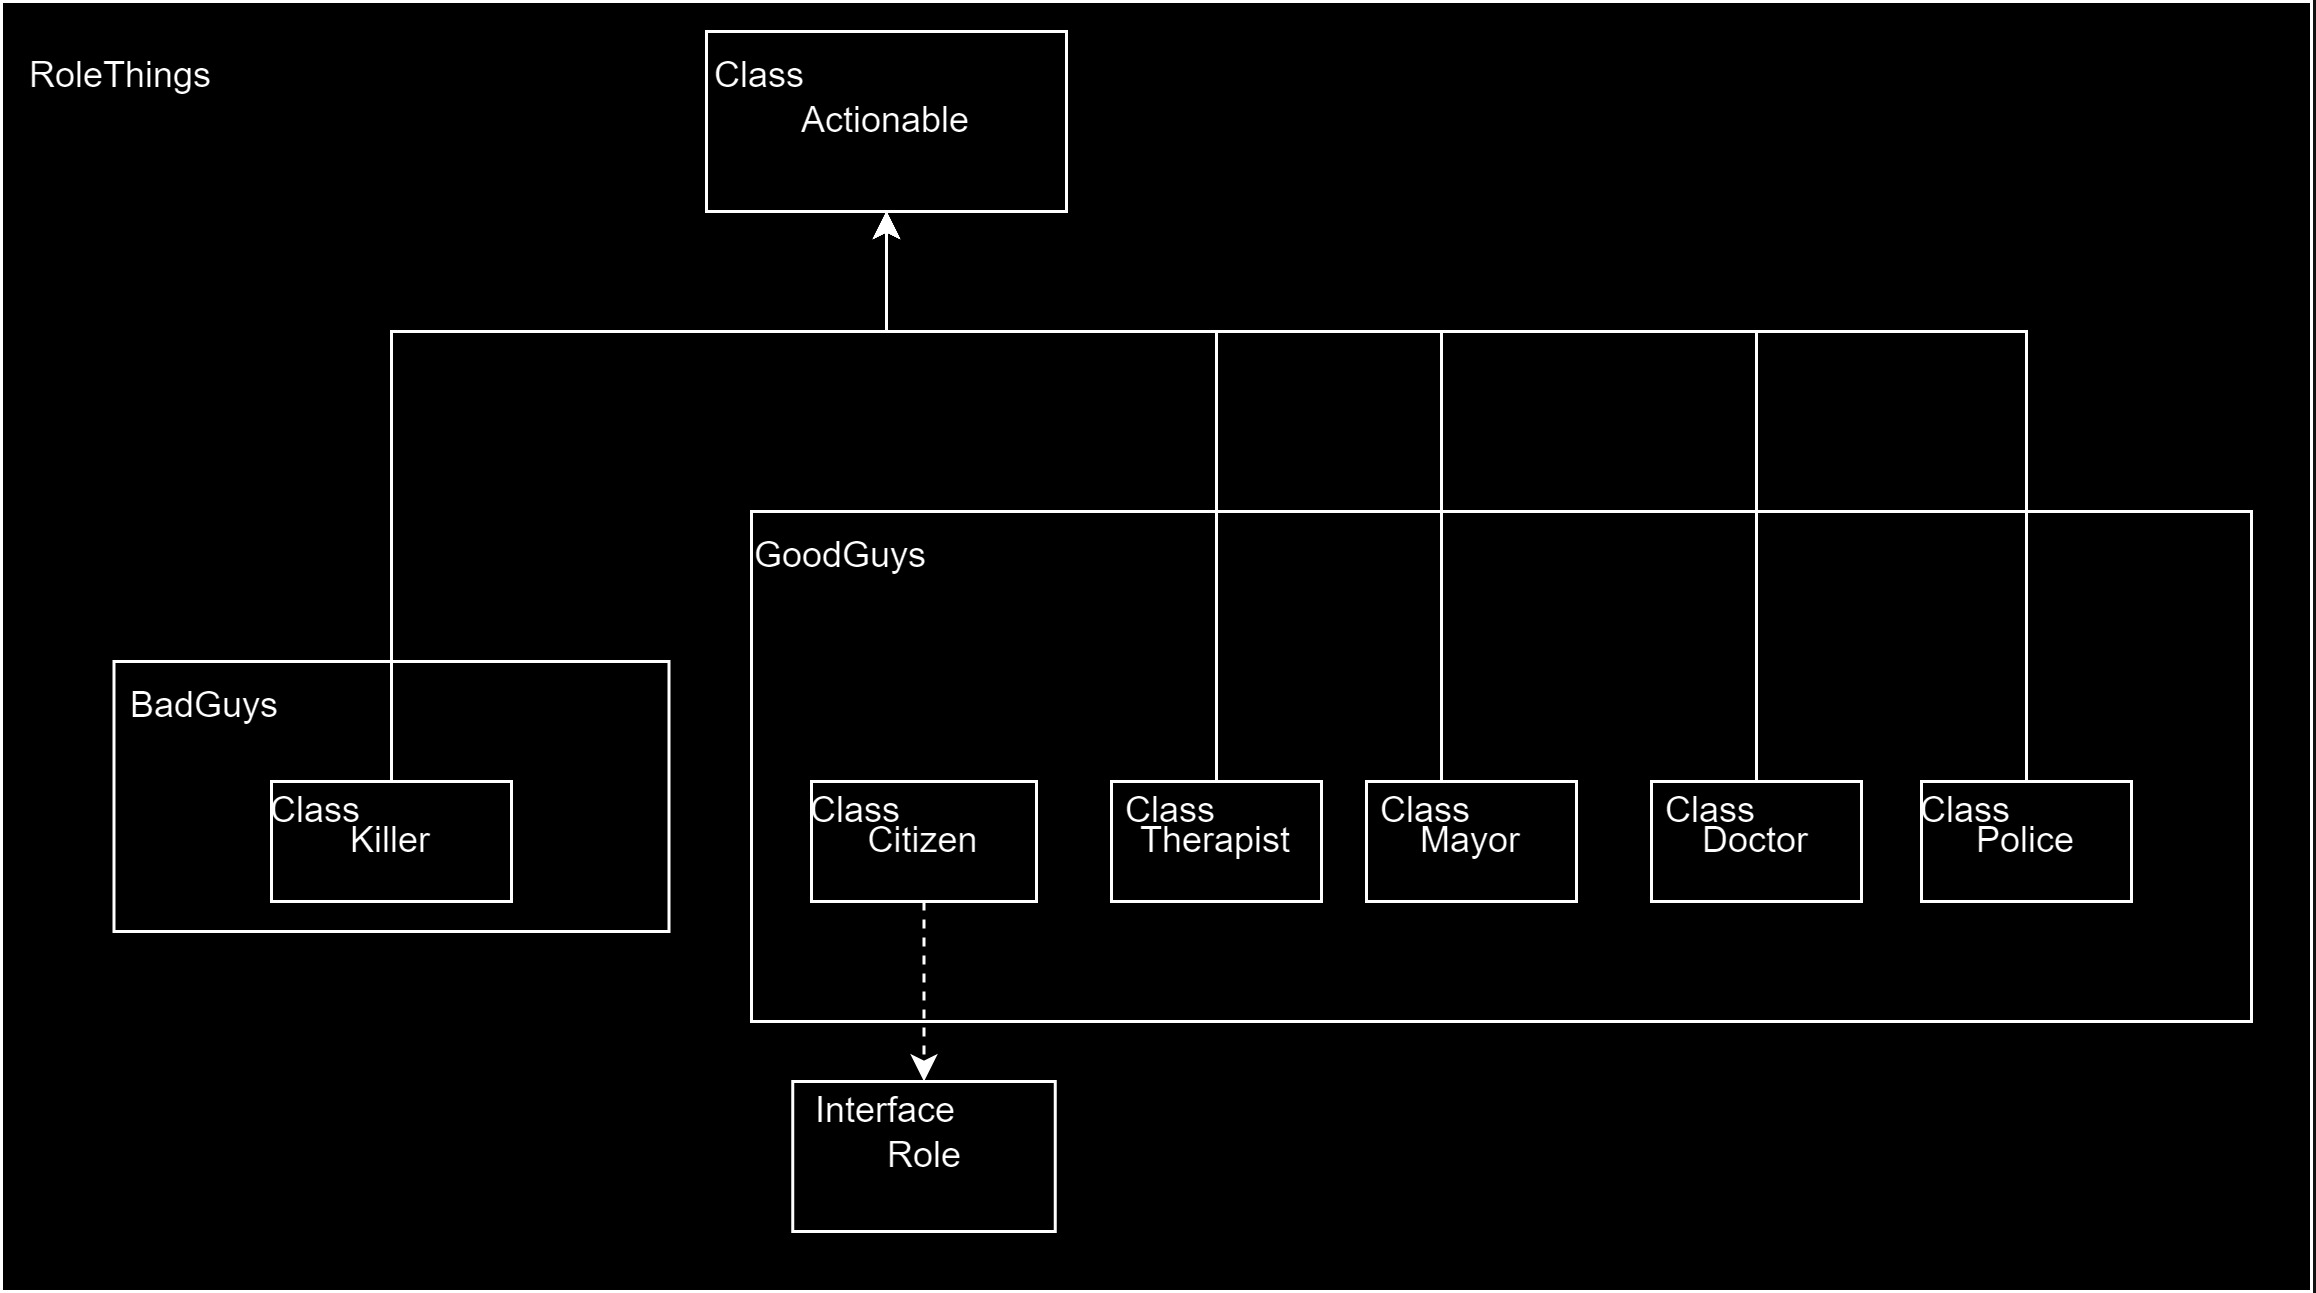 RoleThings
Class
Actionable
GoodGuys
BadGuys
Class
Killer
Class
Citizen
Class
Therapist
Class
Mayor
Class
Doctor
Class
Police
Interface
Role